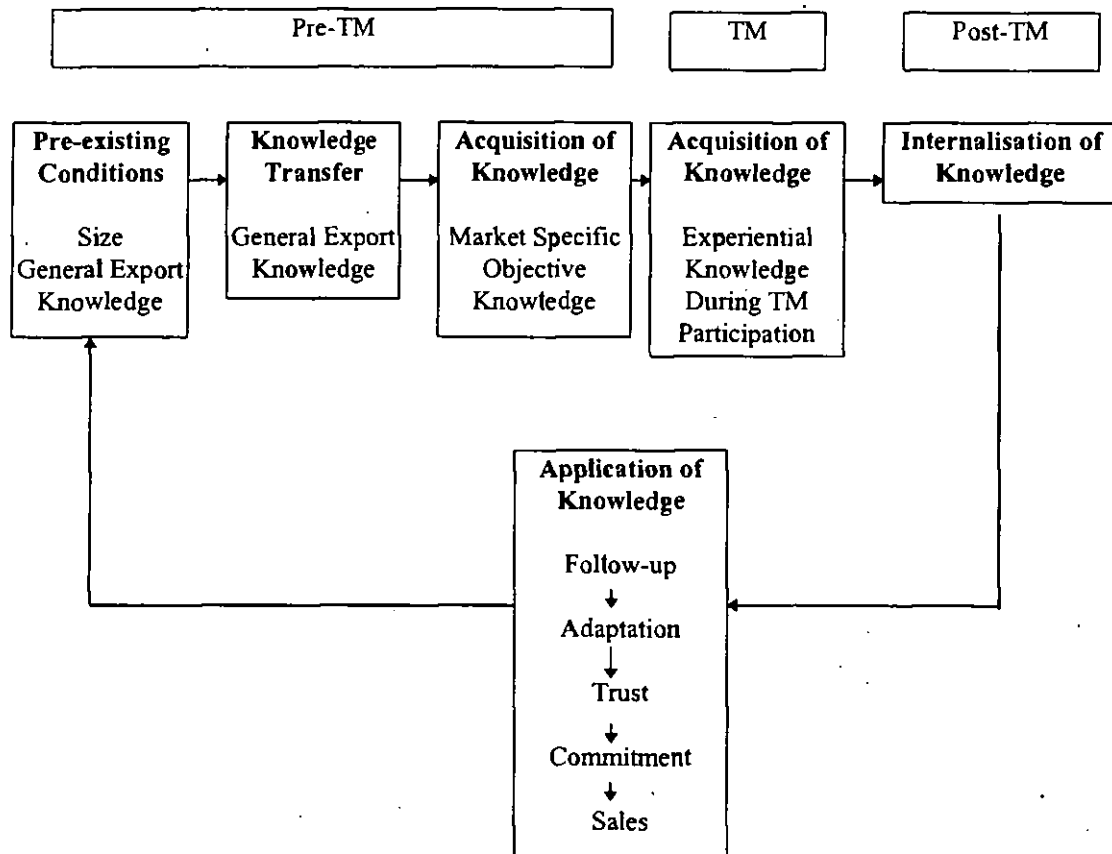 Pre-TM
TM
Post-TM
Pre-existing
Conditions
Size
General Export
Knowledge
Knowledge
Transfer
General Export
Knowledge
Acquisition of
Knowledge
Market Specific
Objective
Knowledge
Acquisition of
Knowledge
Experiential
Knowledge
During TM
Participation
Internalisation of
Knowledge
Application of
Knowledge
Follow-up
Adaptation
Trust
Commitment
Sales